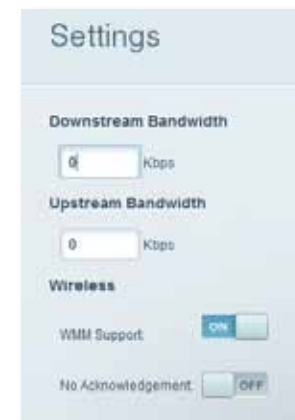 Settings
Downstream Bandwidth
0 Kbps
Upstream Bandwidth
0 Kbps
Wireless
WMM Support ON
No Acknowledgement OFF